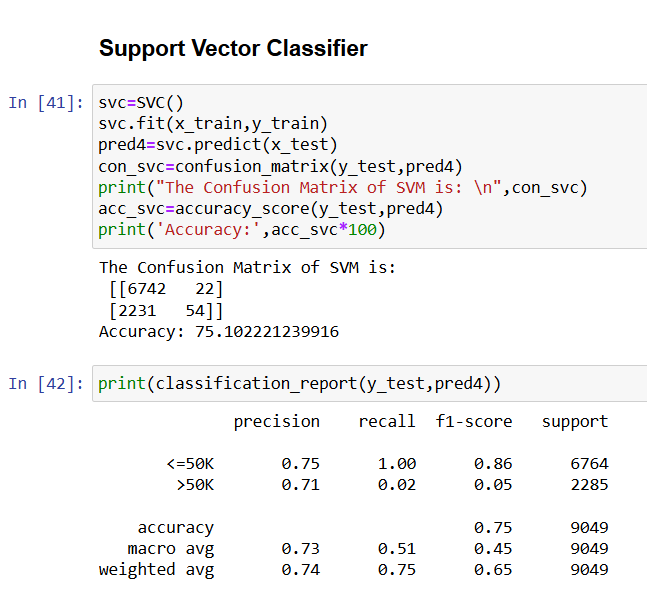 Support Vector Classifier
In [41]: svc=SVC()
svc.fit(x_train,y_train)
pred4=svc.predict(x_test)
con_svc=confusion_matrix(y_test,pred4)
print("The Confusion Matrix of SVM is: \n",con_svc)
acc_svc=accuracy_score(y_test,pred4)
print('Accuracy:',acc_svc*100)
The Confusion Matrix of SVM is:
[[6742   22]
[2231   54]]
Accuracy: 75.102221239916
In [42]: print(classification_report(y_test,pred4))
precision    recall  f1-score   support
<=50K       0.75      1.00      0.86      6764
>50K       0.71      0.02      0.05      2285
accuracy                           0.75      9049
macro avg       0.73      0.51      0.45      9049
weighted avg       0.74      0.75      0.65      9049